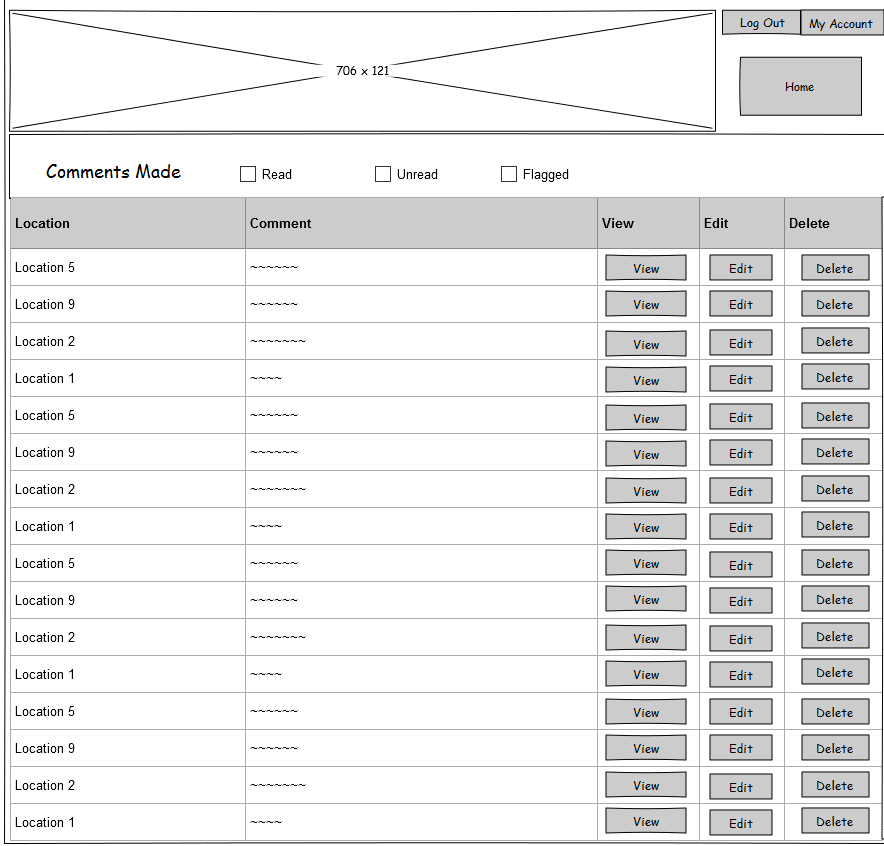 Log Out My Account
706 x 121
Home
Comments Made Read Unread Flagged
Location Comment View Edit Delete
Location 5 ~~~~~~ View Edit Delete
Location 9 ~~~~~~ View Edit Delete
Location 2 ~~~~~~~ View Edit Delete
Location 1 ~~~~ View Edit Delete
Location 5 ~~~~~~ View Edit Delete
Location 9 ~~~~~~ View Edit Delete
Location 2 ~~~~~~~ View Edit Delete
Location 1 ~~~~ View Edit Delete
Location 5 ~~~~~~ View Edit Delete
Location 9 ~~~~~~ View Edit Delete
Location 2 ~~~~~~~ View Edit Delete
Location 1 ~~~~ View Edit Delete
Location 5 ~~~~~~ View Edit Delete
Location 9 ~~~~~~ View Edit Delete
Location 2 ~~~~~~~ View Edit Delete
Location 1 ~~~~ View Edit Delete